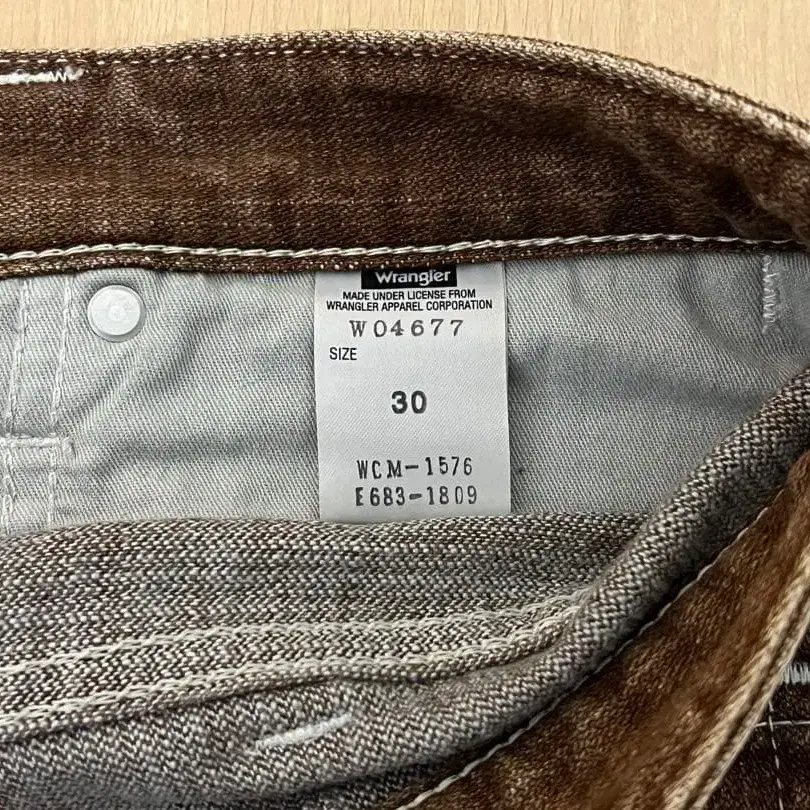 Wrangler
MADE UNDER LICENSE FROM
WRANGLER APPAREL CORPORATION
W04677
SIZE
30
WCM-1576
E683-1809